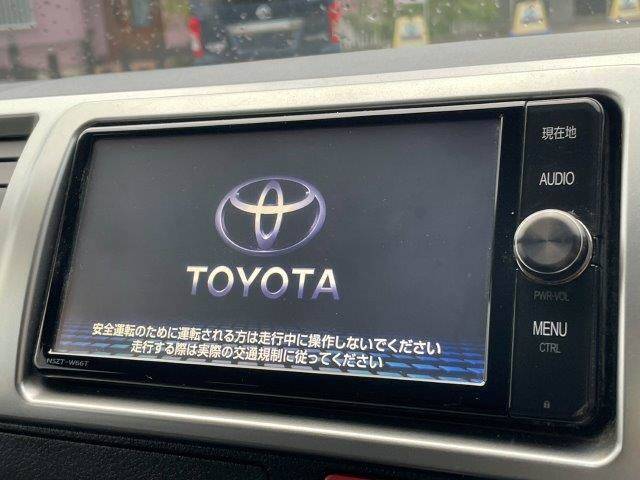 現在地
AUDIO
TOYOTA
PWR-VOL
MENU
CTRL
安全運転のために運転される方は走行中に操作しないでください
走行する際は実際の交通規制に従ってください
NSZT-W66T